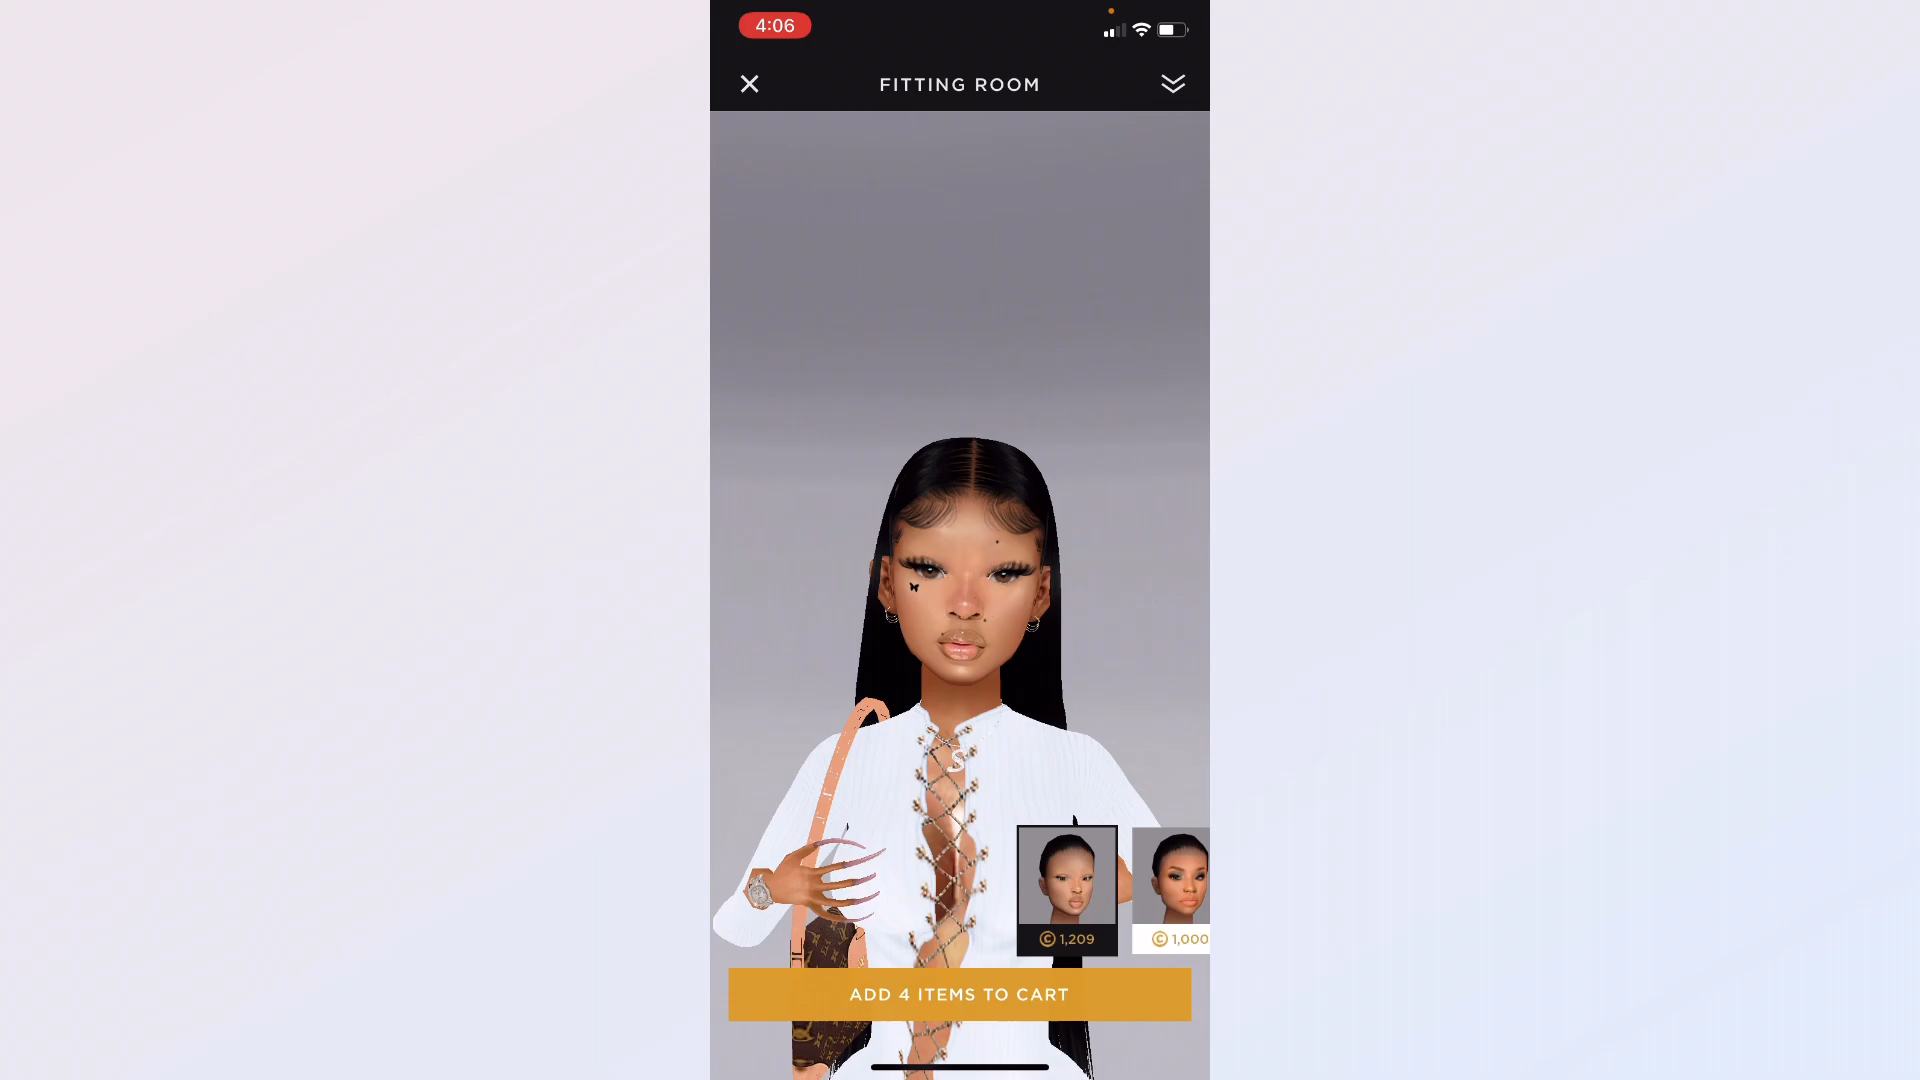 4:06
FITTING ROOM
S
1,209
1,000
ADD 4 ITEMS TO CART